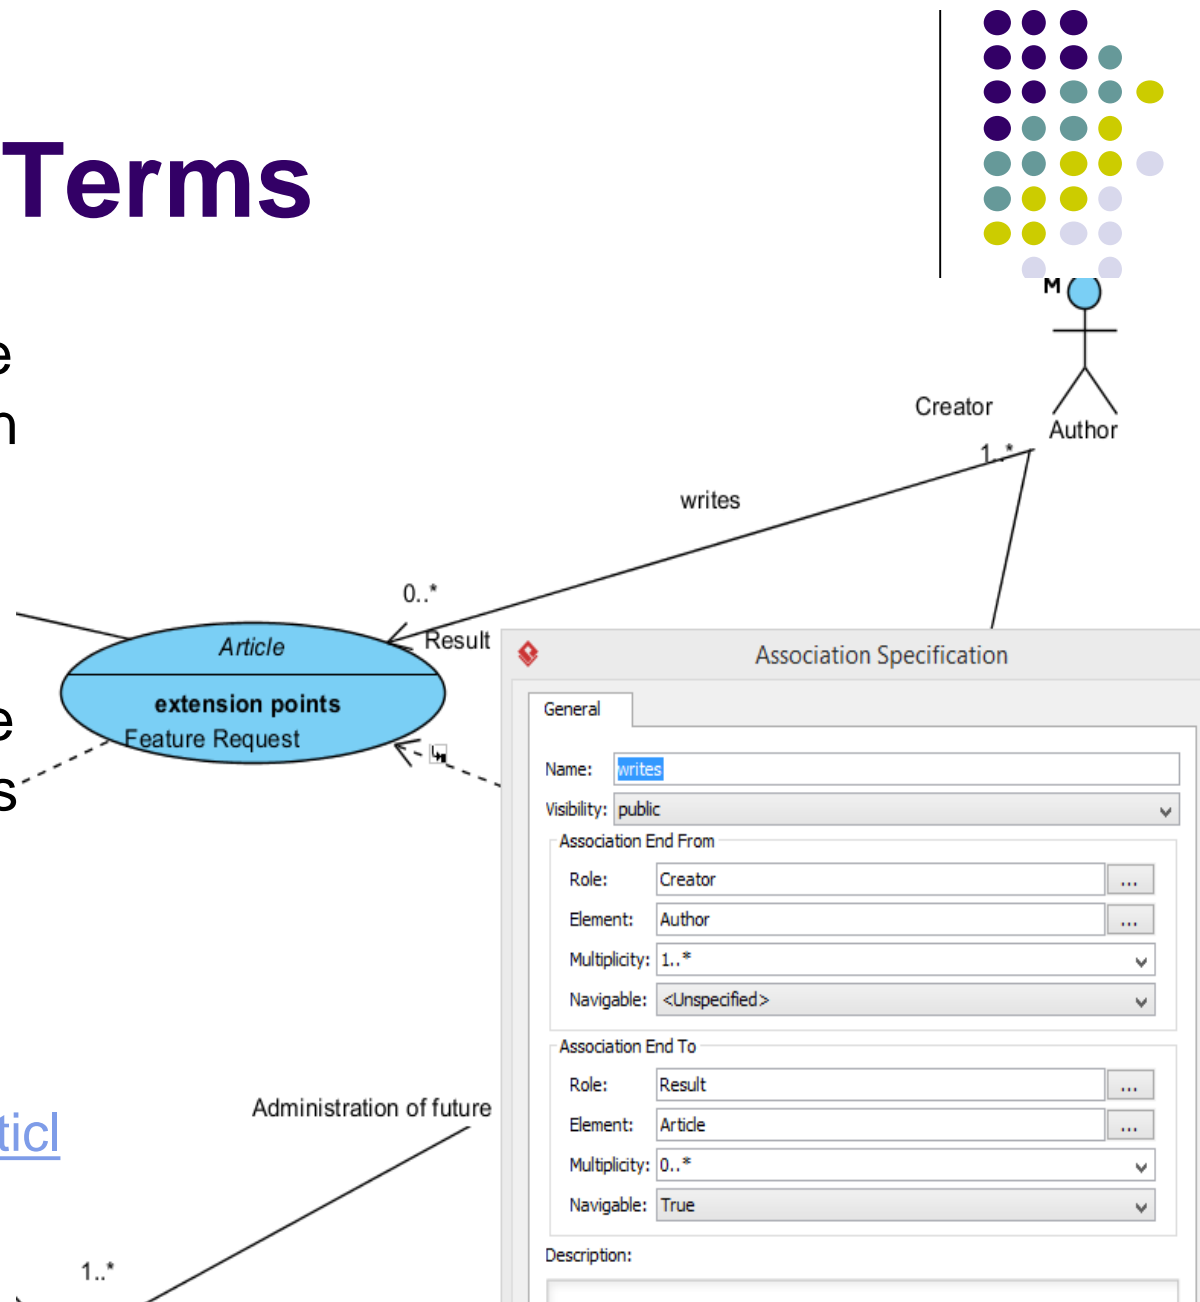 Terms
e
n
e
s
ticl
M
Author
Creator
1..*
writes
0..*
Result
Article
extension points
Feature Request
Administration of future
1..*
Association Specification
General
Name: writes
Visibility: public
Association End From
Role: Creator ...
Element: Author ...
Multiplicity: 1..*
Navigable: <Unspecified>
Association End To
Role: Result ...
Element: Article ...
Multiplicity: 0..*
Navigable: True
Description: